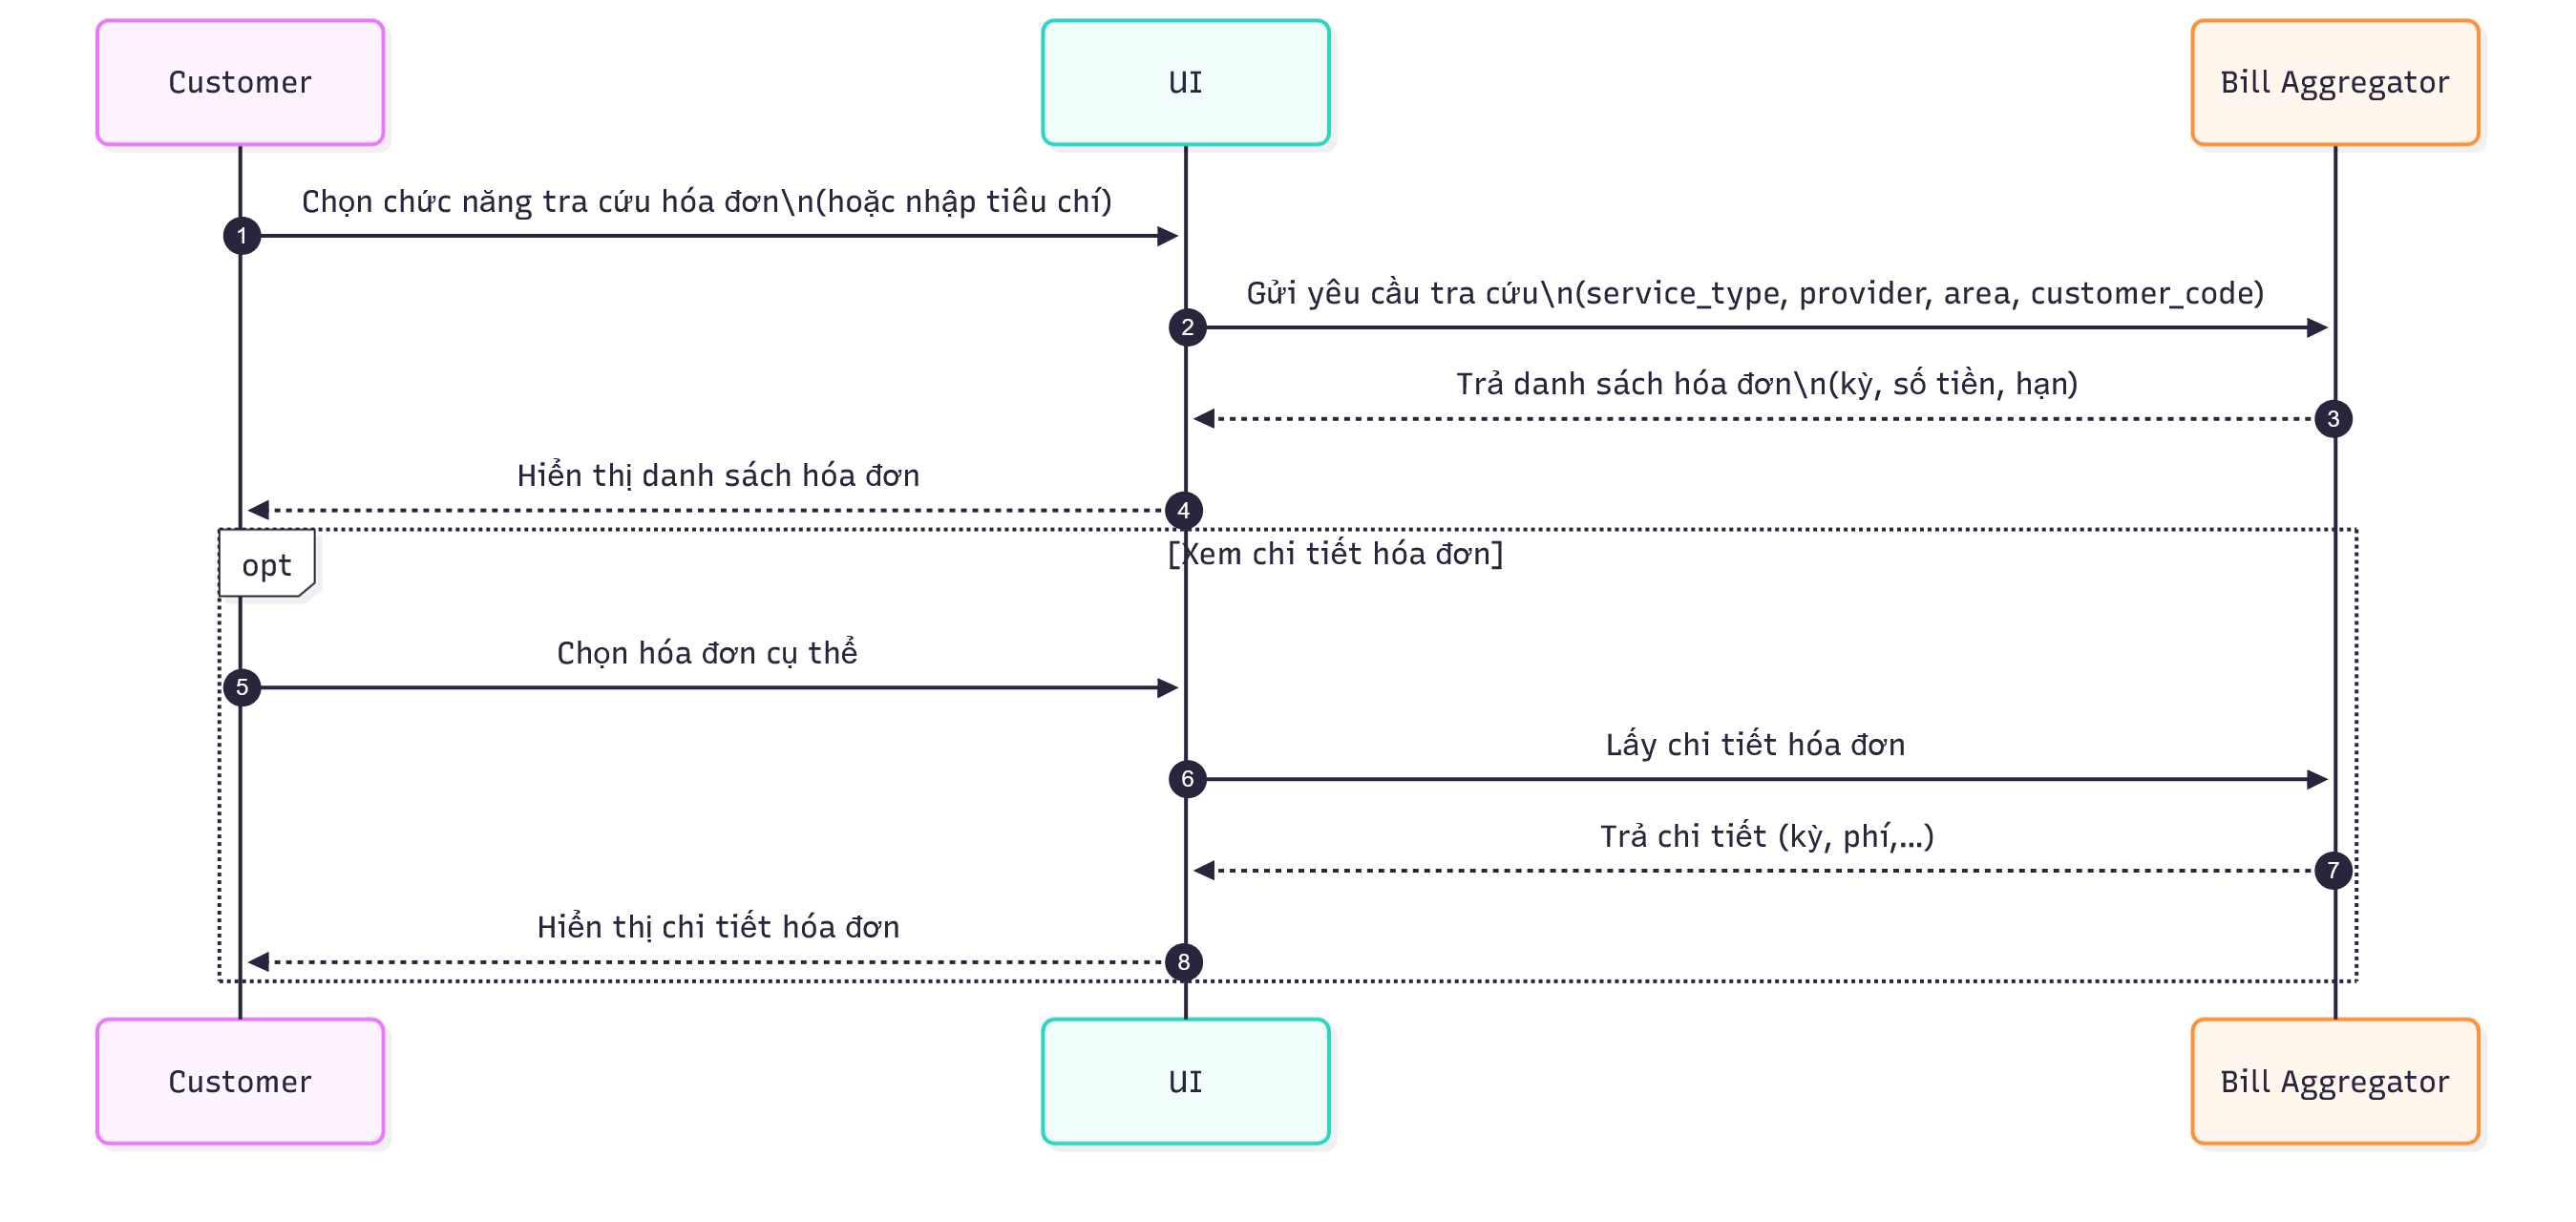 Customer
UI
Bill Aggregator
Chọn chức năng tra cứu hóa đơn\n(hoặc nhập tiêu chí)
1
Gửi yêu cầu tra cứu\n(service_type, provider, area, customer_code)
2
Trả danh sách hóa đơn\n(kỳ, số tiền, hạn)
3
Hiển thị danh sách hóa đơn
4
opt
[Xem chi tiết hóa đơn]
Chọn hóa đơn cụ thể
5
Lấy chi tiết hóa đơn
6
Trả chi tiết (kỳ, phí,...)
7
Hiển thị chi tiết hóa đơn
8
Customer
UI
Bill Aggregator